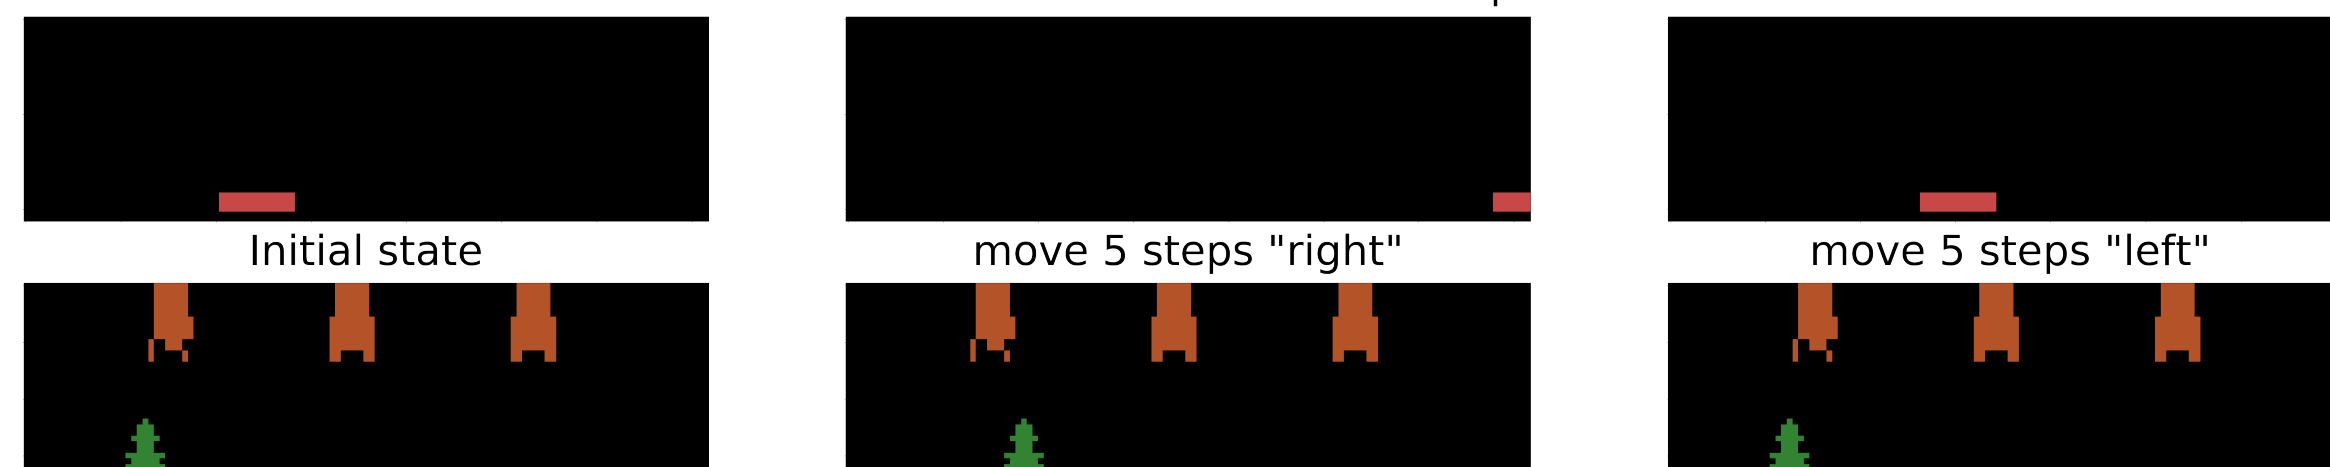 Initial state
move 5 steps "right"
move 5 steps "left"